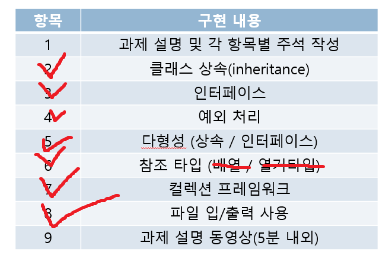 항목 구현 내용
1 과제 설명 및 각 항목별 주석 작성
2 클래스 상속(inheritance)
3 인터페이스
4 예외 처리
5 다형성 (상속 / 인터페이스)
6 참조 타입 (배열 / 열거타입)
7 컬렉션 프레임워크
8 파일 입/출력 사용
9 과제 설명 동영상(5분 내외)